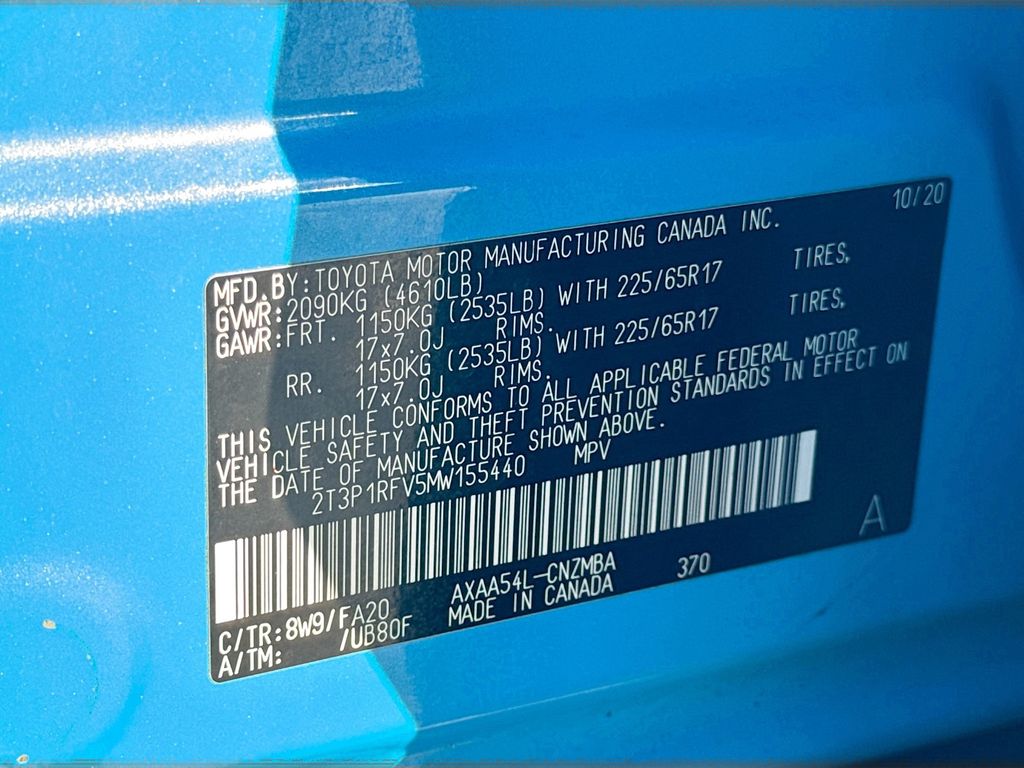 10/20
MFD.BY:TOYOTA MOTOR MANUFACTURING CANADA INC.
GVWR:2090KG (4610LB)
GAWR:FRT. 1150KG (2535LB) WITH 225/65R17 TIRES,
17x7.0J RIMS.
RR. 1150KG (2535LB) WITH 225/65R17 TIRES,
17x7.0J RIMS.
THIS VEHICLE CONFORMS TO ALL APPLICABLE FEDERAL MOTOR
VEHICLE SAFETY AND THEFT PREVENTION STANDARDS IN EFFECT ON
THE DATE OF MANUFACTURE SHOWN ABOVE.
2T3P1RFV5MW155440 MPV
A
C/TR:8W9/FA20 AXAA54L-CNZMBA 370
A/TM: /UB80F MADE IN CANADA